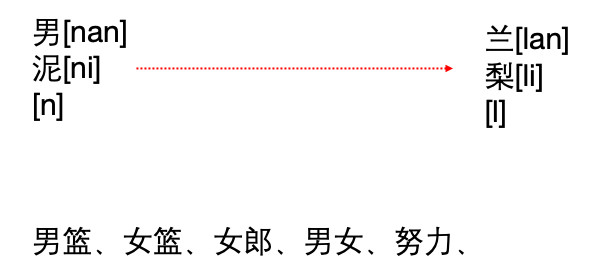 男[nan]
泥[ni]
[n]
兰[lan]
梨[li]
[l]
男篮、女篮、女郎、男女、努力、